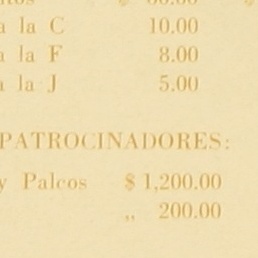 a la C 10.00
a la F 8.00
a la J 5.00
PATROCINADORES:
y Palcos $ 1,200.00
„ 200.00